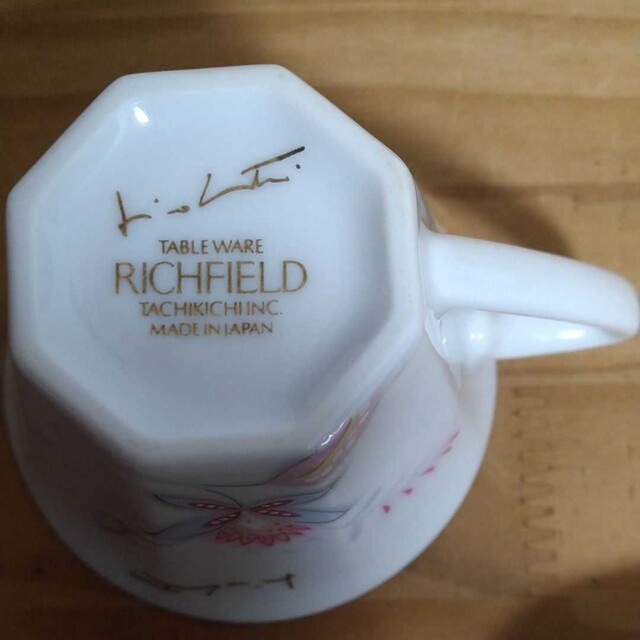 TABLE WARE
RICHFIELD
TACHIKICHI INC.
MADE IN JAPAN